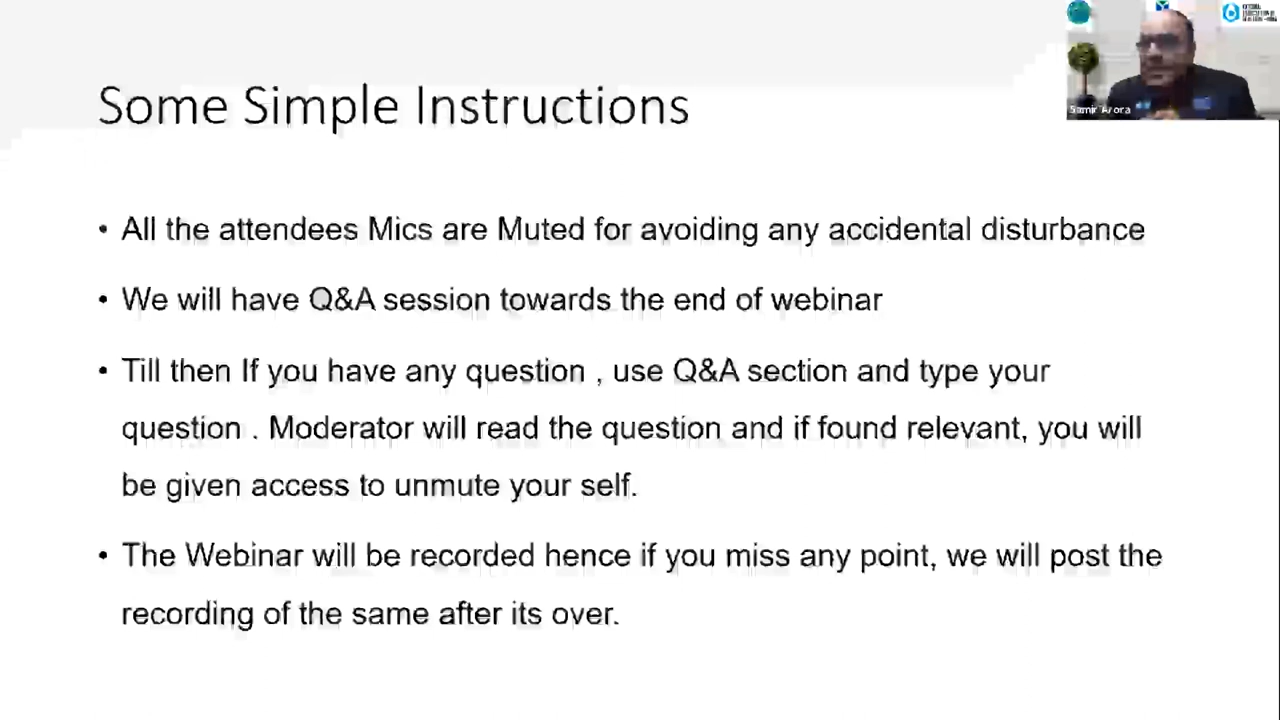 Some Simple Instructions
Samir Arora
• All the attendees Mics are Muted for avoiding any accidental disturbance
• We will have Q&A session towards the end of webinar
• Till then If you have any question , use Q&A section and type your
question . Moderator will read the question and if found relevant, you will
be given access to unmute your self.
• The Webinar will be recorded hence if you miss any point, we will post the
recording of the same after its over.